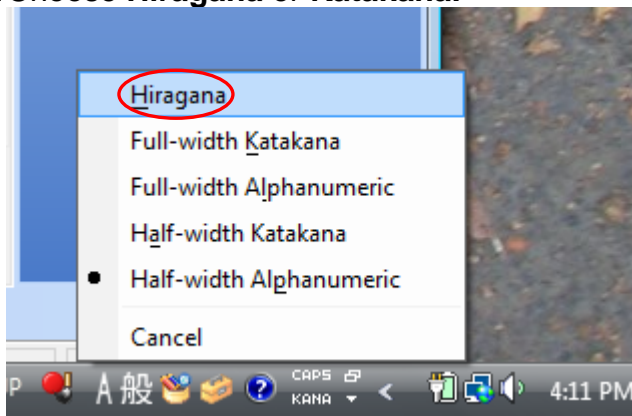 Choose Hiragana or Katakana.
Hiragana
Full-width Katakana
Full-width Alphanumeric
Half-width Katakana
Half-width Alphanumeric
Cancel
P A 般 ? CAPS KANA < 4:11 PM